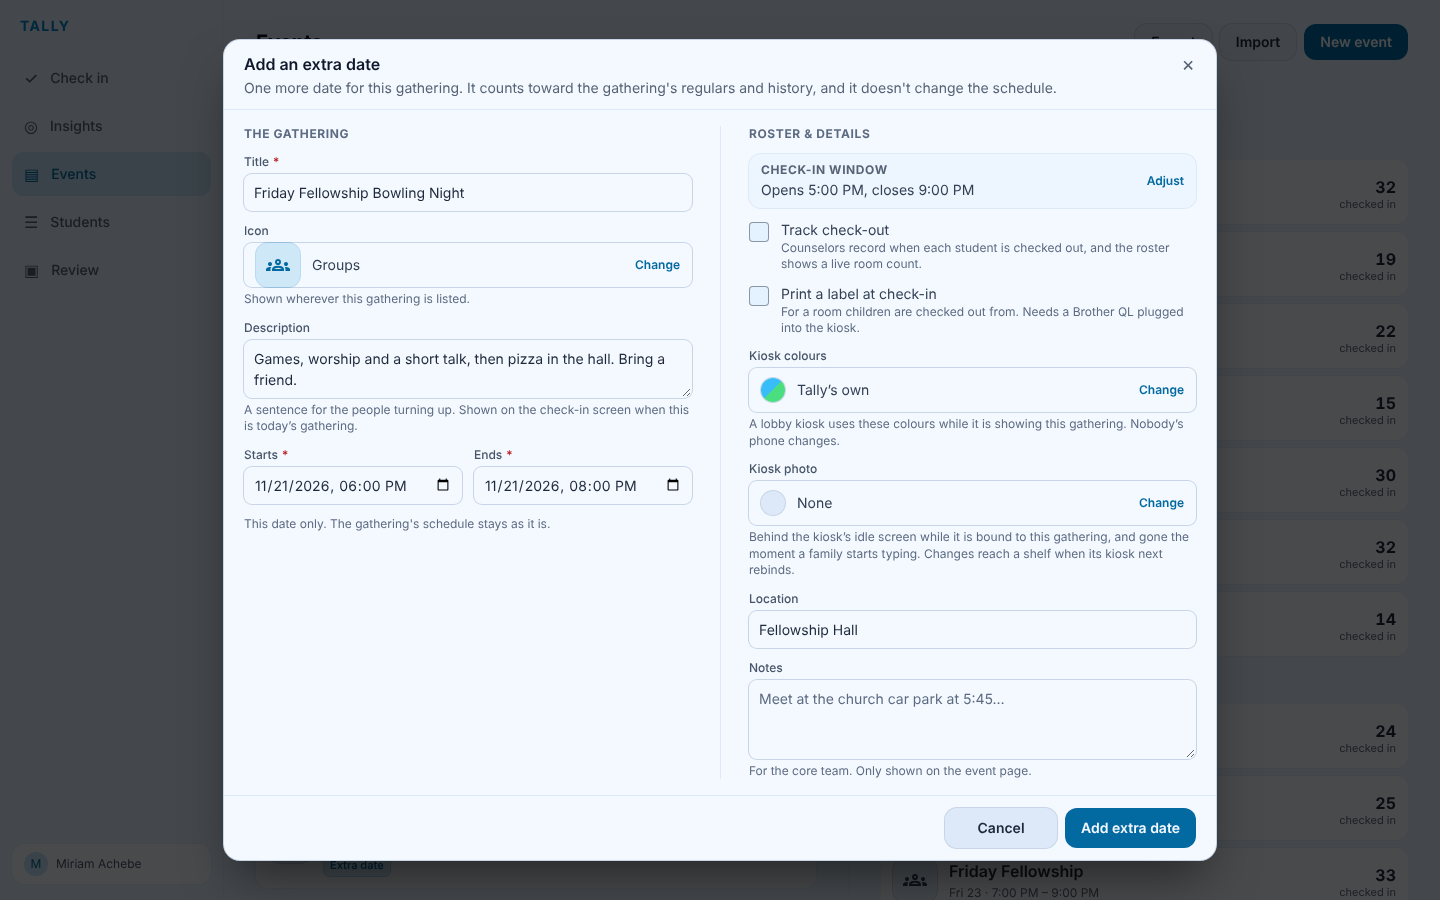 TALLY
Check in
Insights
Events
Students
Review
Miriam Achebe
M
Events
Import
New event
Add an extra date
One more date for this gathering. It counts toward the gathering's regulars and history, and it doesn't change the schedule.
THE GATHERING
Title *
Friday Fellowship Bowling Night
Icon
Groups
Change
Shown wherever this gathering is listed.
Description
Games, worship and a short talk, then pizza in the hall. Bring a
friend.
A sentence for the people turning up. Shown on the check-in screen when this
is today’s gathering.
Starts *
Ends *
11/21/2026, 06:00 PM
11/21/2026, 08:00 PM
This date only. The gathering's schedule stays as it is.
ROSTER & DETAILS
CHECK-IN WINDOW
Opens 5:00 PM, closes 9:00 PM
Adjust
Track check-out
Counselors record when each student is checked out, and the roster
shows a live room count.
Print a label at check-in
For a room children are checked out from. Needs a Brother QL plugged
into the kiosk.
Kiosk colours
Tally’s own
Change
A lobby kiosk uses these colours while it is showing this gathering. Nobody’s
phone changes.
Kiosk photo
None
Change
Behind the kiosk’s idle screen while it is bound to this gathering, and gone the
moment a family starts typing. Changes reach a shelf when its kiosk next
rebinds.
Location
Fellowship Hall
Notes
Meet at the church car park at 5:45…
For the core team. Only shown on the event page.
Cancel
Add extra date
32
checked in
19
checked in
22
checked in
15
checked in
30
checked in
32
checked in
14
checked in
24
checked in
25
checked in
Extra date
Friday Fellowship
Fri 23 · 7:00 PM – 9:00 PM
33
checked in